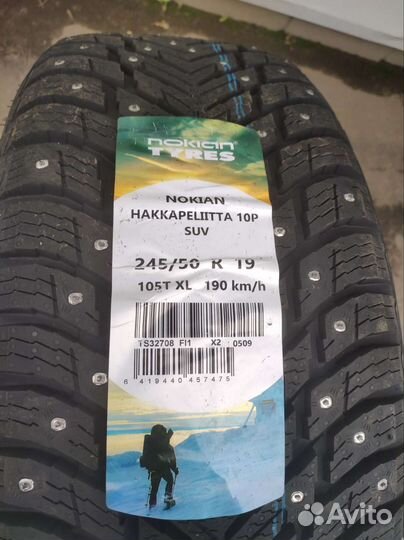 nokian
TYRES
NOKIAN
HAKKAPELIITTA 10P
SUV
245/50 R 19
105T XL 190 km/h
TS32708 FI1 X2 0509
6 419440 457475
Avito